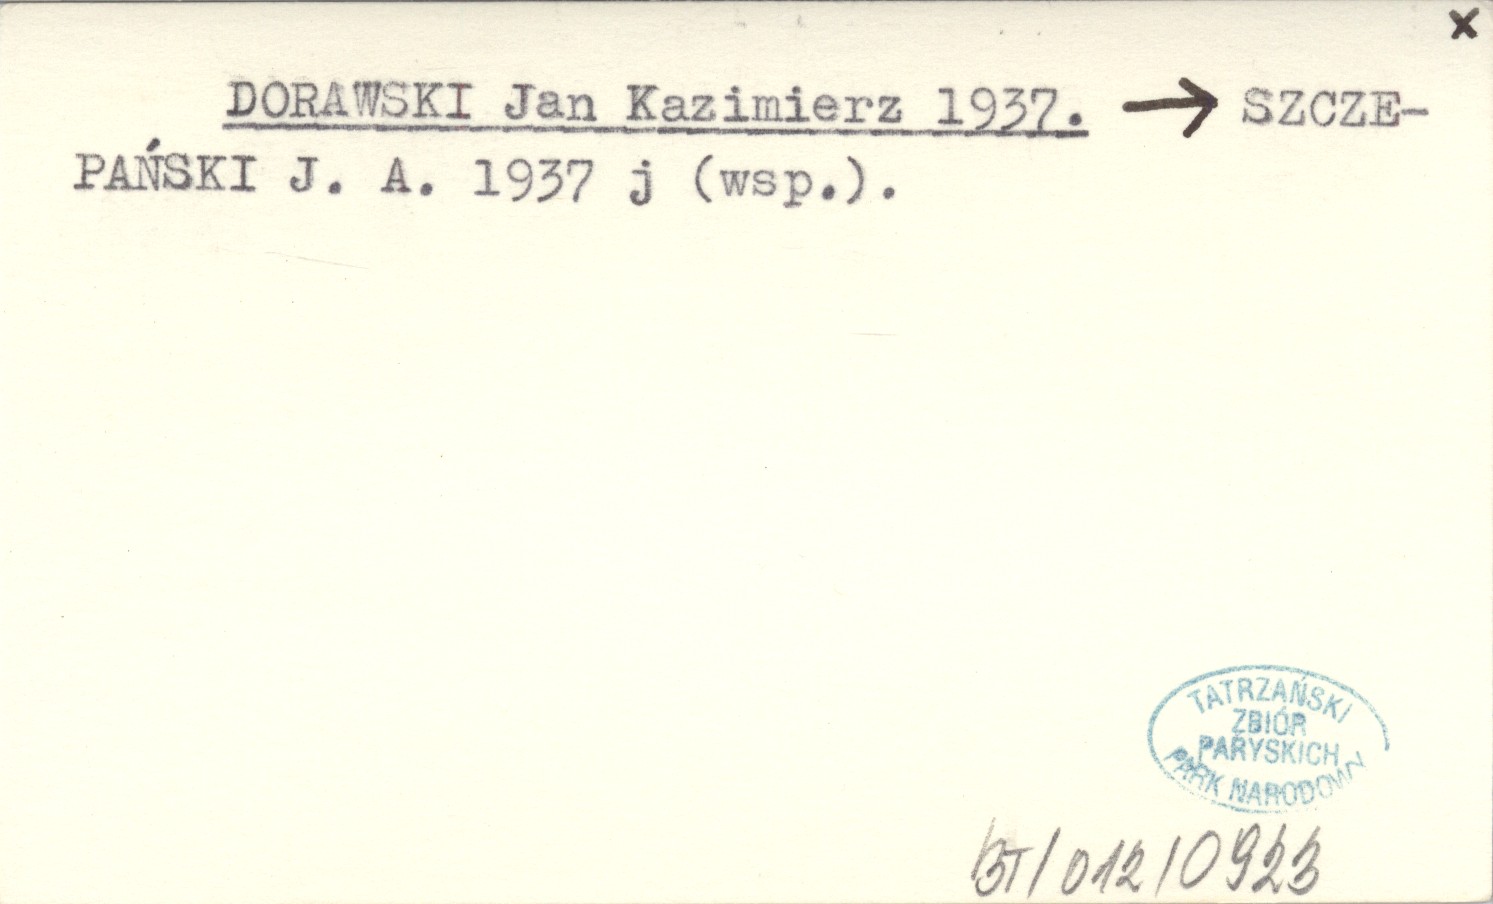 x
DORAWSKI Jan Kazimierz 1937. → SZCZE-
PAŃSKI J. A. 1937 j (wsp.).
TATRZAŃSKI
ZBIÓR
PARYSKICH
PARK NARODOWY
BT/012/0923